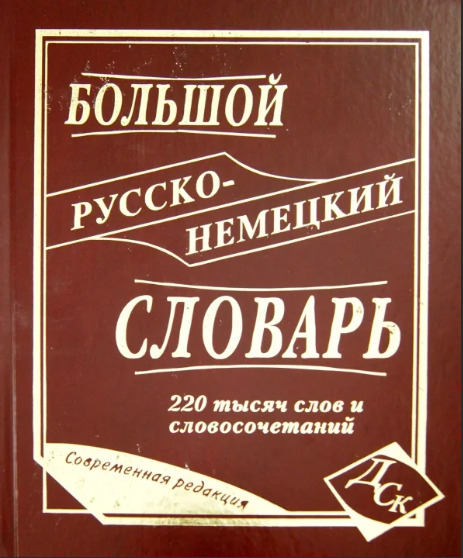 БОЛЬШОЙ
РУССКО-
НЕМЕЦКИЙ
СЛОВАРЬ
220 тысяч слов и
словосочетаний
Современная редакция
ДСК